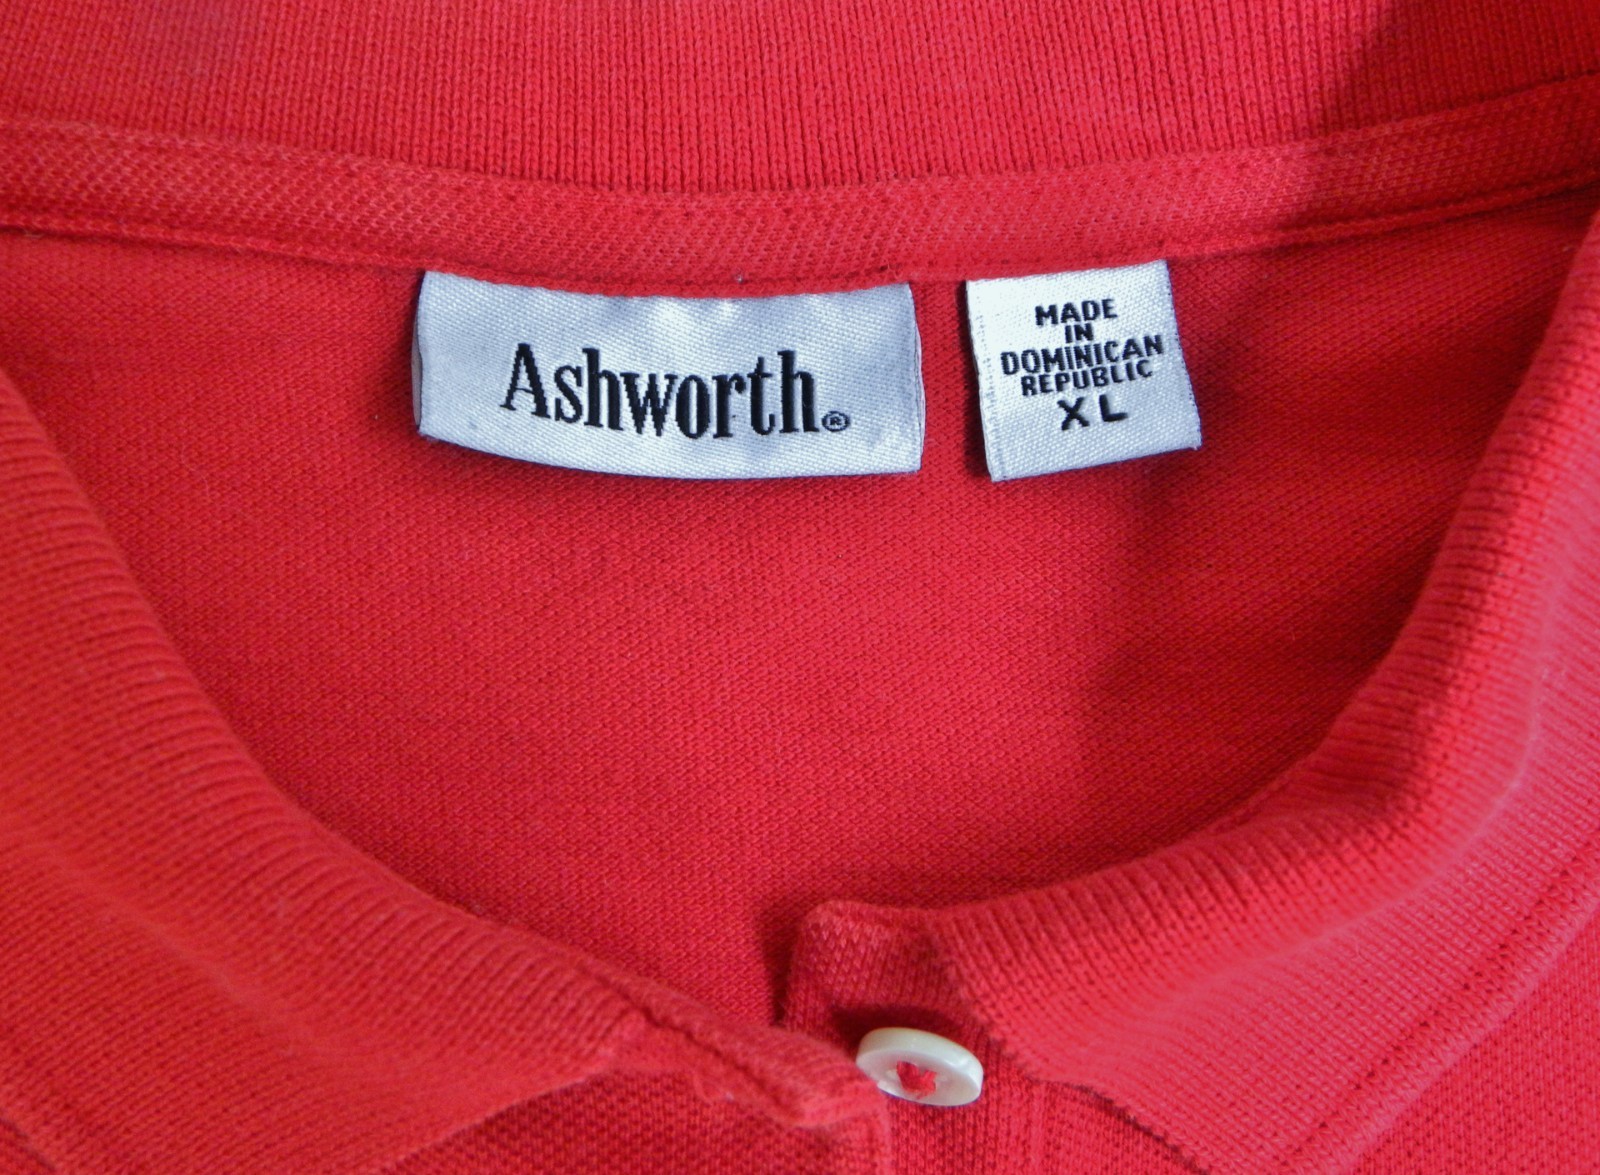 Ashworth®
MADE
IN
DOMINICAN
REPUBLIC
XL